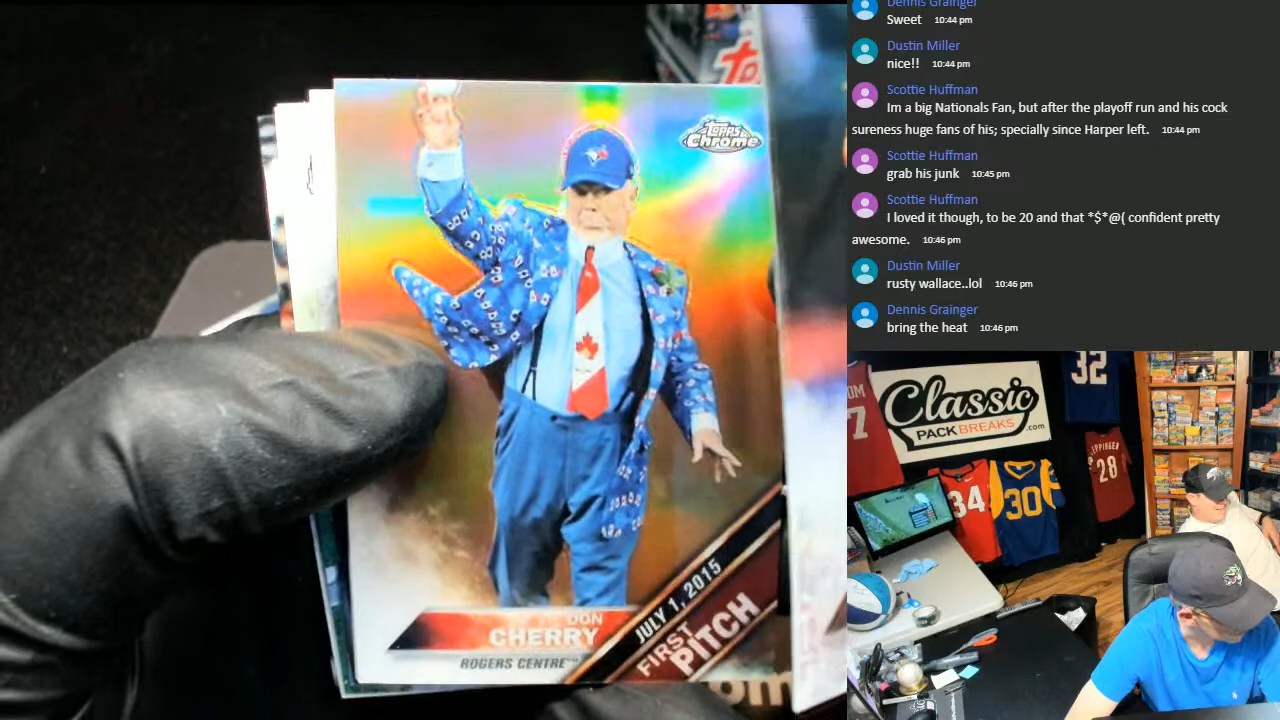 Dennis Grainger
Sweet 10:44 pm
Dustin Miller
nice!! 10:44 pm
Scottie Huffman
Im a big Nationals Fan, but after the playoff run and his cock
sureness huge fans of his; specially since Harper left. 10:44 pm
Scottie Huffman
grab his junk 10:45 pm
Scottie Huffman
I loved it though, to be 20 and that *$*@( confident pretty
awesome. 10:46 pm
Dustin Miller
rusty wallace..lol 10:46 pm
Dennis Grainger
bring the heat 10:46 pm
Topps
Chrome
DON
CHERRY
ROGERS CENTRE™
JULY 1, 2015
FIRST
PITCH
Classic
PACK BREAKS .com
32
7
34
30
28